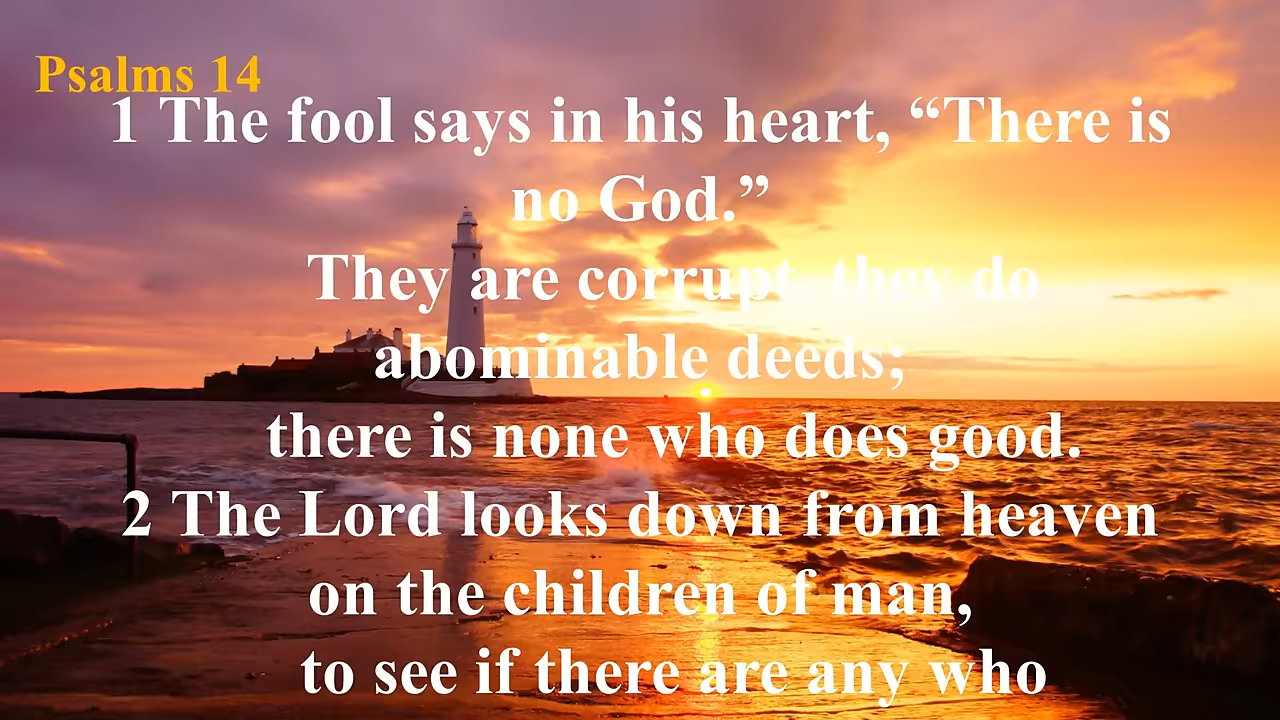 Psalms 14
1 The fool says in his heart, “There is
no God.”
They are corrupt, they do
abominable deeds;
there is none who does good.
2 The Lord looks down from heaven
on the children of man,
to see if there are any who